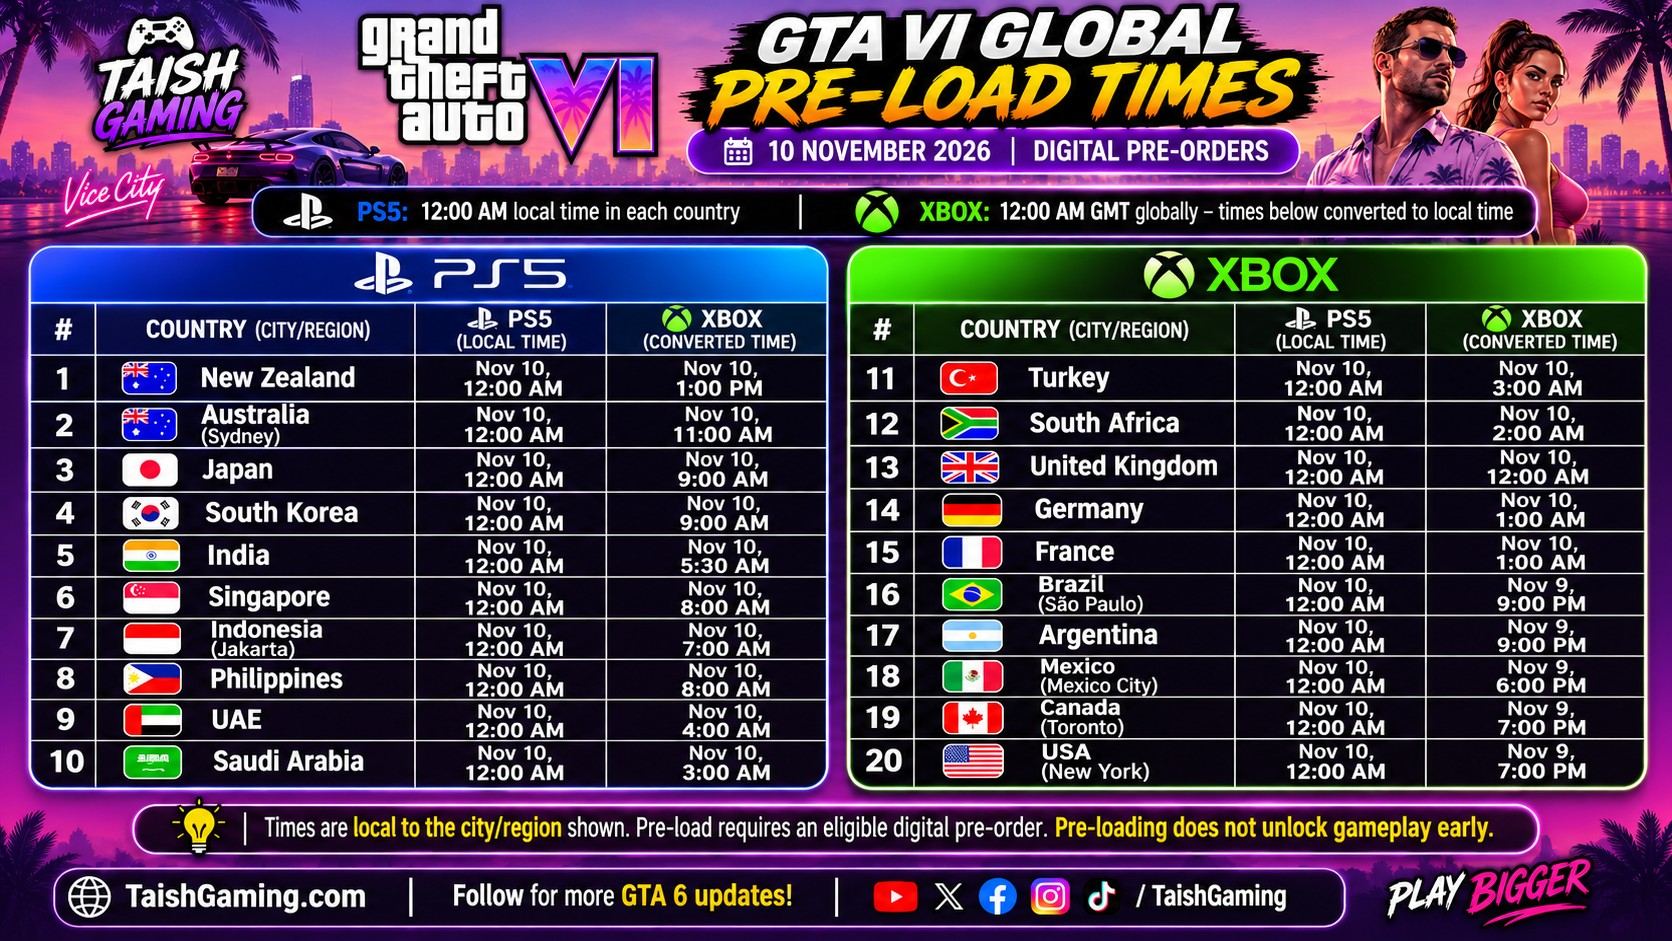 TAISH
GAMING
Vice City
grand
theft
auto
VI
GTA VI GLOBAL
PRE-LOAD TIMES
10 NOVEMBER 2026 | DIGITAL PRE-ORDERS
PS5: 12:00 AM local time in each country | XBOX: 12:00 AM GMT globally – times below converted to local time
PS5
# COUNTRY (CITY/REGION) PS5 (LOCAL TIME) XBOX (CONVERTED TIME)
1 New Zealand Nov 10, 12:00 AM Nov 10, 1:00 PM
2 Australia (Sydney) Nov 10, 12:00 AM Nov 10, 11:00 AM
3 Japan Nov 10, 12:00 AM Nov 10, 9:00 AM
4 South Korea Nov 10, 12:00 AM Nov 10, 9:00 AM
5 India Nov 10, 12:00 AM Nov 10, 5:30 AM
6 Singapore Nov 10, 12:00 AM Nov 10, 8:00 AM
7 Indonesia (Jakarta) Nov 10, 12:00 AM Nov 10, 7:00 AM
8 Philippines Nov 10, 12:00 AM Nov 10, 8:00 AM
9 UAE Nov 10, 12:00 AM Nov 10, 4:00 AM
10 Saudi Arabia Nov 10, 12:00 AM Nov 10, 3:00 AM
XBOX
# COUNTRY (CITY/REGION) PS5 (LOCAL TIME) XBOX (CONVERTED TIME)
11 Turkey Nov 10, 12:00 AM Nov 10, 3:00 AM
12 South Africa Nov 10, 12:00 AM Nov 10, 2:00 AM
13 United Kingdom Nov 10, 12:00 AM Nov 10, 12:00 AM
14 Germany Nov 10, 12:00 AM Nov 10, 1:00 AM
15 France Nov 10, 12:00 AM Nov 10, 1:00 AM
16 Brazil (São Paulo) Nov 10, 12:00 AM Nov 9, 9:00 PM
17 Argentina Nov 10, 12:00 AM Nov 9, 9:00 PM
18 Mexico (Mexico City) Nov 10, 12:00 AM Nov 9, 6:00 PM
19 Canada (Toronto) Nov 10, 12:00 AM Nov 9, 7:00 PM
20 USA (New York) Nov 10, 12:00 AM Nov 9, 7:00 PM
Times are local to the city/region shown. Pre-load requires an eligible digital pre-order. Pre-loading does not unlock gameplay early.
TaishGaming.com | Follow for more GTA 6 updates! | / TaishGaming
PLAY BIGGER